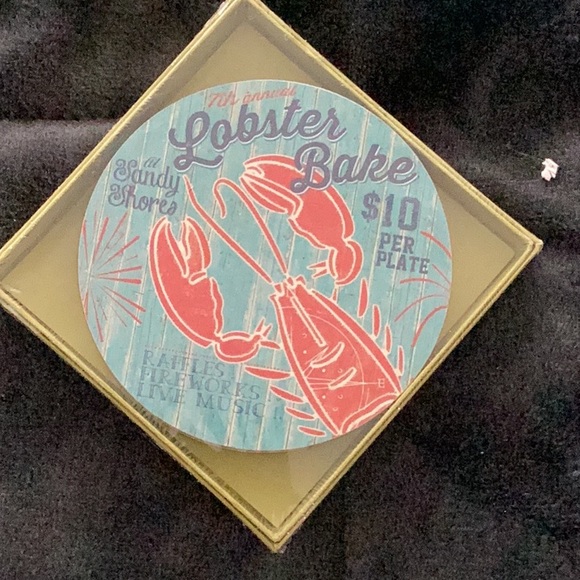 7th annual
Lobster
Bake
at
Sandy
Shores
$10
PER
PLATE
RAFFLES,
FIREWORKS
LIVE MUSIC !!
E